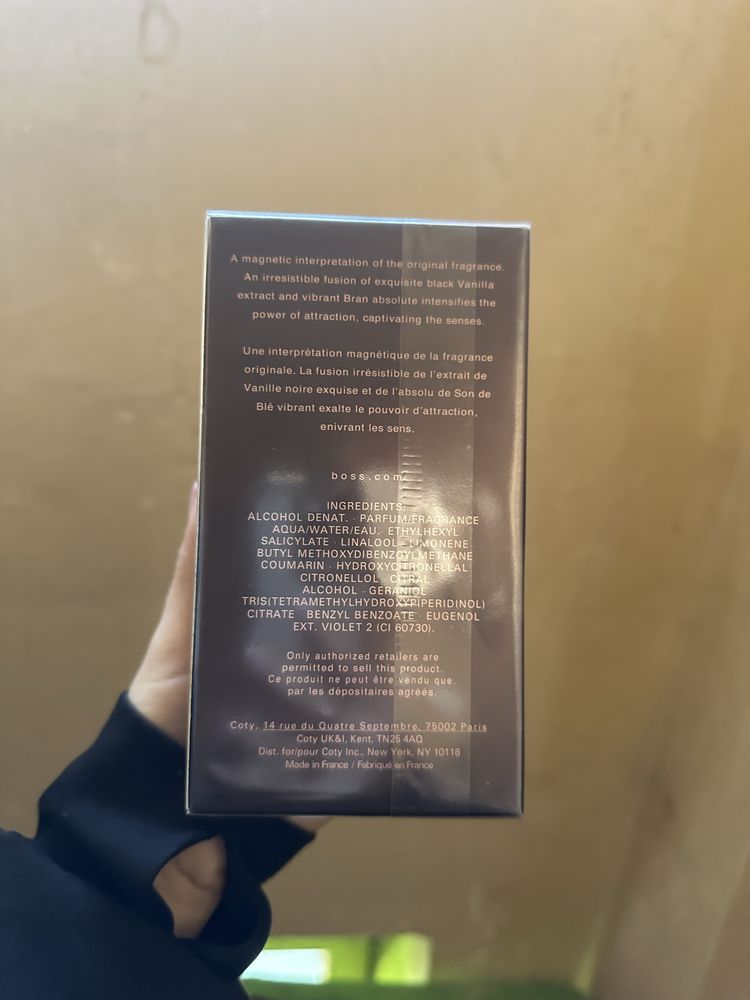 A magnetic interpretation of the original fragrance.
An irresistible fusion of exquisite black Vanilla
extract and vibrant Bran absolute intensifies the
power of attraction, captivating the senses.
Une interprétation magnétique de la fragrance
originale. La fusion irrésistible de l'extrait de
Vanille noire exquise et de l'absolu de Son de
Blé vibrant exalte le pouvoir d'attraction,
enivrant les sens.
boss.com
INGREDIENTS:
ALCOHOL DENAT. · PARFUM/FRAGRANCE
AQUA/WATER/EAU. · ETHYLHEXYL
SALICYLATE · LINALOOL · LIMONENE
BUTYL METHOXYDIBENZOYLMETHANE
COUMARIN · HYDROXYCITRONELLAL
CITRONELLOL · CITRAL
ALCOHOL · GERANIOL
TRIS(TETRAMETHYLHYDROXYPIPERIDINOL)
CITRATE BENZYL BENZOATE · EUGENOL
EXT. VIOLET 2 (CI 60730).
Only authorized retailers are
permitted to sell this product.
Ce produit ne peut être vendu que
par les dépositaires agréés.
Coty, 14 rue du Quatre Septembre, 75002 Paris
Coty UK&I, Kent, TN25 4AQ
Dist. for/pour Coty Inc., New York, NY 10118
Made in France / Fabriqué en France